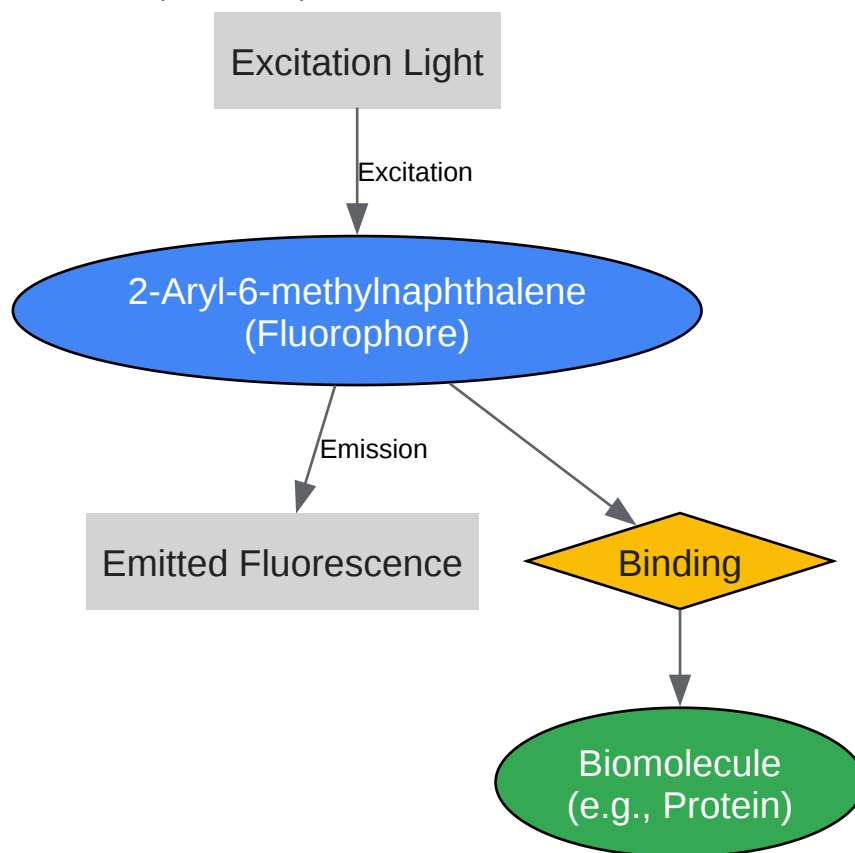 Excitation Light
Excitation
2-Aryl-6-methylnaphthalene
(Fluorophore)
Emission
Emitted Fluorescence
Binding
Biomolecule
(e.g., Protein)